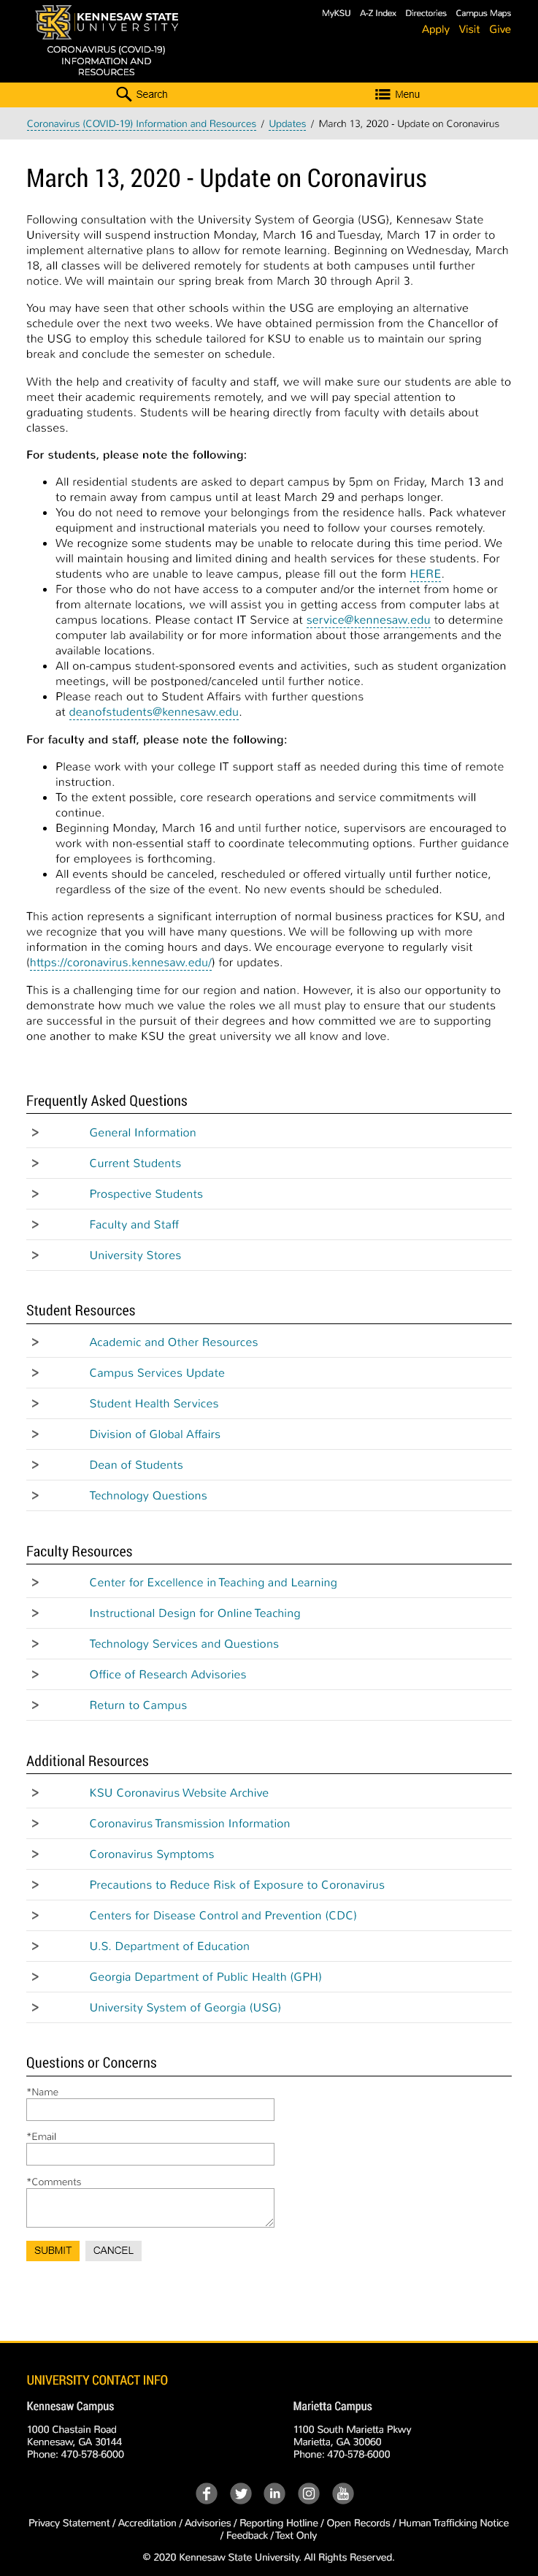 KENNESAW STATE
UNIVERSITY
CORONAVIRUS (COVID-19)
INFORMATION AND
RESOURCES
MyKSU A-Z Index Directories Campus Maps
Apply Visit Give
Search Menu
Coronavirus (COVID-19) Information and Resources / Updates / March 13, 2020 - Update on Coronavirus
March 13, 2020 - Update on Coronavirus
Following consultation with the University System of Georgia (USG), Kennesaw State
University will suspend instruction Monday, March 16 and Tuesday, March 17 in order to
implement alternative plans to allow for remote learning. Beginning on Wednesday, March
18, all classes will be delivered remotely for students at both campuses until further
notice. We will maintain our spring break from March 30 through April 3.
You may have seen that other schools within the USG are employing an alternative
schedule over the next two weeks. We have obtained permission from the Chancellor of
the USG to employ this schedule tailored for KSU to enable us to maintain our spring
break and conclude the semester on schedule.
With the help and creativity of faculty and staff, we will make sure our students are able to
meet their academic requirements remotely, and we will pay special attention to
graduating students. Students will be hearing directly from faculty with details about
classes.
For students, please note the following:
• All residential students are asked to depart campus by 5pm on Friday, March 13 and
to remain away from campus until at least March 29 and perhaps longer.
• You do not need to remove your belongings from the residence halls. Pack whatever
equipment and instructional materials you need to follow your courses remotely.
• We recognize some students may be unable to relocate during this time period. We
will maintain housing and limited dining and health services for these students. For
students who are unable to leave campus, please fill out the form HERE.
• For those who do not have access to a computer and/or the internet from home or
from alternate locations, we will assist you in getting access from computer labs at
campus locations. Please contact IT Service at service@kennesaw.edu to determine
computer lab availability or for more information about those arrangements and the
available locations.
• All on-campus student-sponsored events and activities, such as student organization
meetings, will be postponed/canceled until further notice.
• Please reach out to Student Affairs with further questions
at deanofstudents@kennesaw.edu.
For faculty and staff, please note the following:
• Please work with your college IT support staff as needed during this time of remote
instruction.
• To the extent possible, core research operations and service commitments will
continue.
• Beginning Monday, March 16 and until further notice, supervisors are encouraged to
work with non-essential staff to coordinate telecommuting options. Further guidance
for employees is forthcoming.
• All events should be canceled, rescheduled or offered virtually until further notice,
regardless of the size of the event. No new events should be scheduled.
This action represents a significant interruption of normal business practices for KSU, and
we recognize that you will have many questions. We will be following up with more
information in the coming hours and days. We encourage everyone to regularly visit
(https://coronavirus.kennesaw.edu/) for updates.
This is a challenging time for our region and nation. However, it is also our opportunity to
demonstrate how much we value the roles we all must play to ensure that our students
are successful in the pursuit of their degrees and how committed we are to supporting
one another to make KSU the great university we all know and love.
Frequently Asked Questions
> General Information
> Current Students
> Prospective Students
> Faculty and Staff
> University Stores
Student Resources
> Academic and Other Resources
> Campus Services Update
> Student Health Services
> Division of Global Affairs
> Dean of Students
> Technology Questions
Faculty Resources
> Center for Excellence in Teaching and Learning
> Instructional Design for Online Teaching
> Technology Services and Questions
> Office of Research Advisories
> Return to Campus
Additional Resources
> KSU Coronavirus Website Archive
> Coronavirus Transmission Information
> Coronavirus Symptoms
> Precautions to Reduce Risk of Exposure to Coronavirus
> Centers for Disease Control and Prevention (CDC)
> U.S. Department of Education
> Georgia Department of Public Health (GPH)
> University System of Georgia (USG)
Questions or Concerns
*Name
*Email
*Comments
SUBMIT CANCEL
UNIVERSITY CONTACT INFO
Kennesaw Campus
1000 Chastain Road
Kennesaw, GA 30144
Phone: 470-578-6000
Marietta Campus
1100 South Marietta Pkwy
Marietta, GA 30060
Phone: 470-578-6000
Privacy Statement / Accreditation / Advisories / Reporting Hotline / Open Records / Human Trafficking Notice
/ Feedback / Text Only
© 2020 Kennesaw State University. All Rights Reserved.